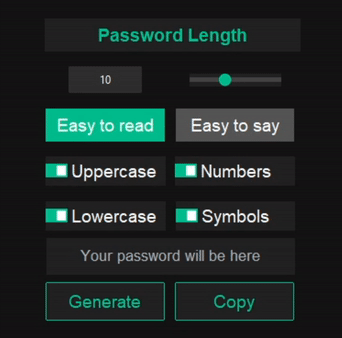 Password Length
10
Easy to read Easy to say
Uppercase Numbers
Lowercase Symbols
Your password will be here
Generate Copy